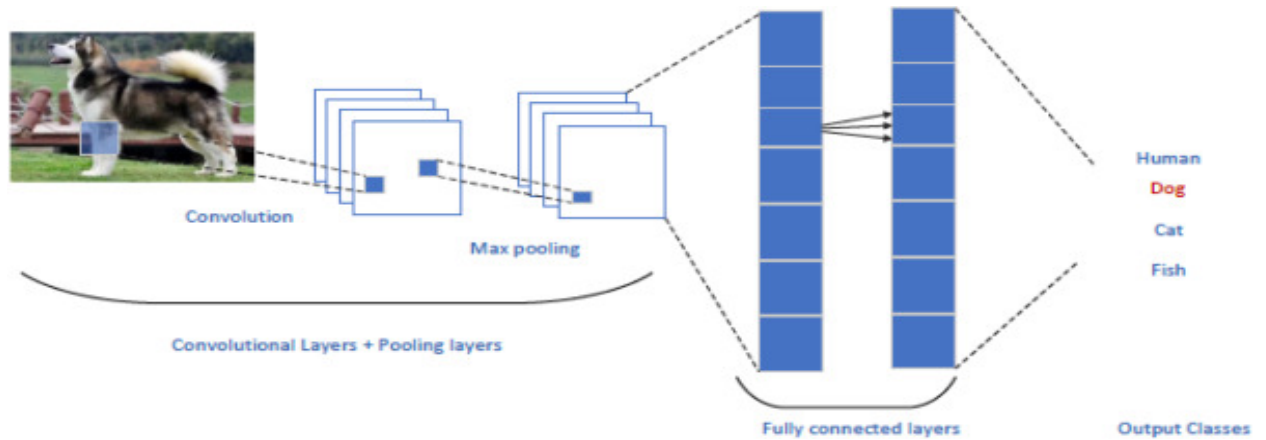 Convolution
Max pooling
Convolutional Layers + Pooling layers
Fully connected layers
Human
Dog
Cat
Fish
Output Classes